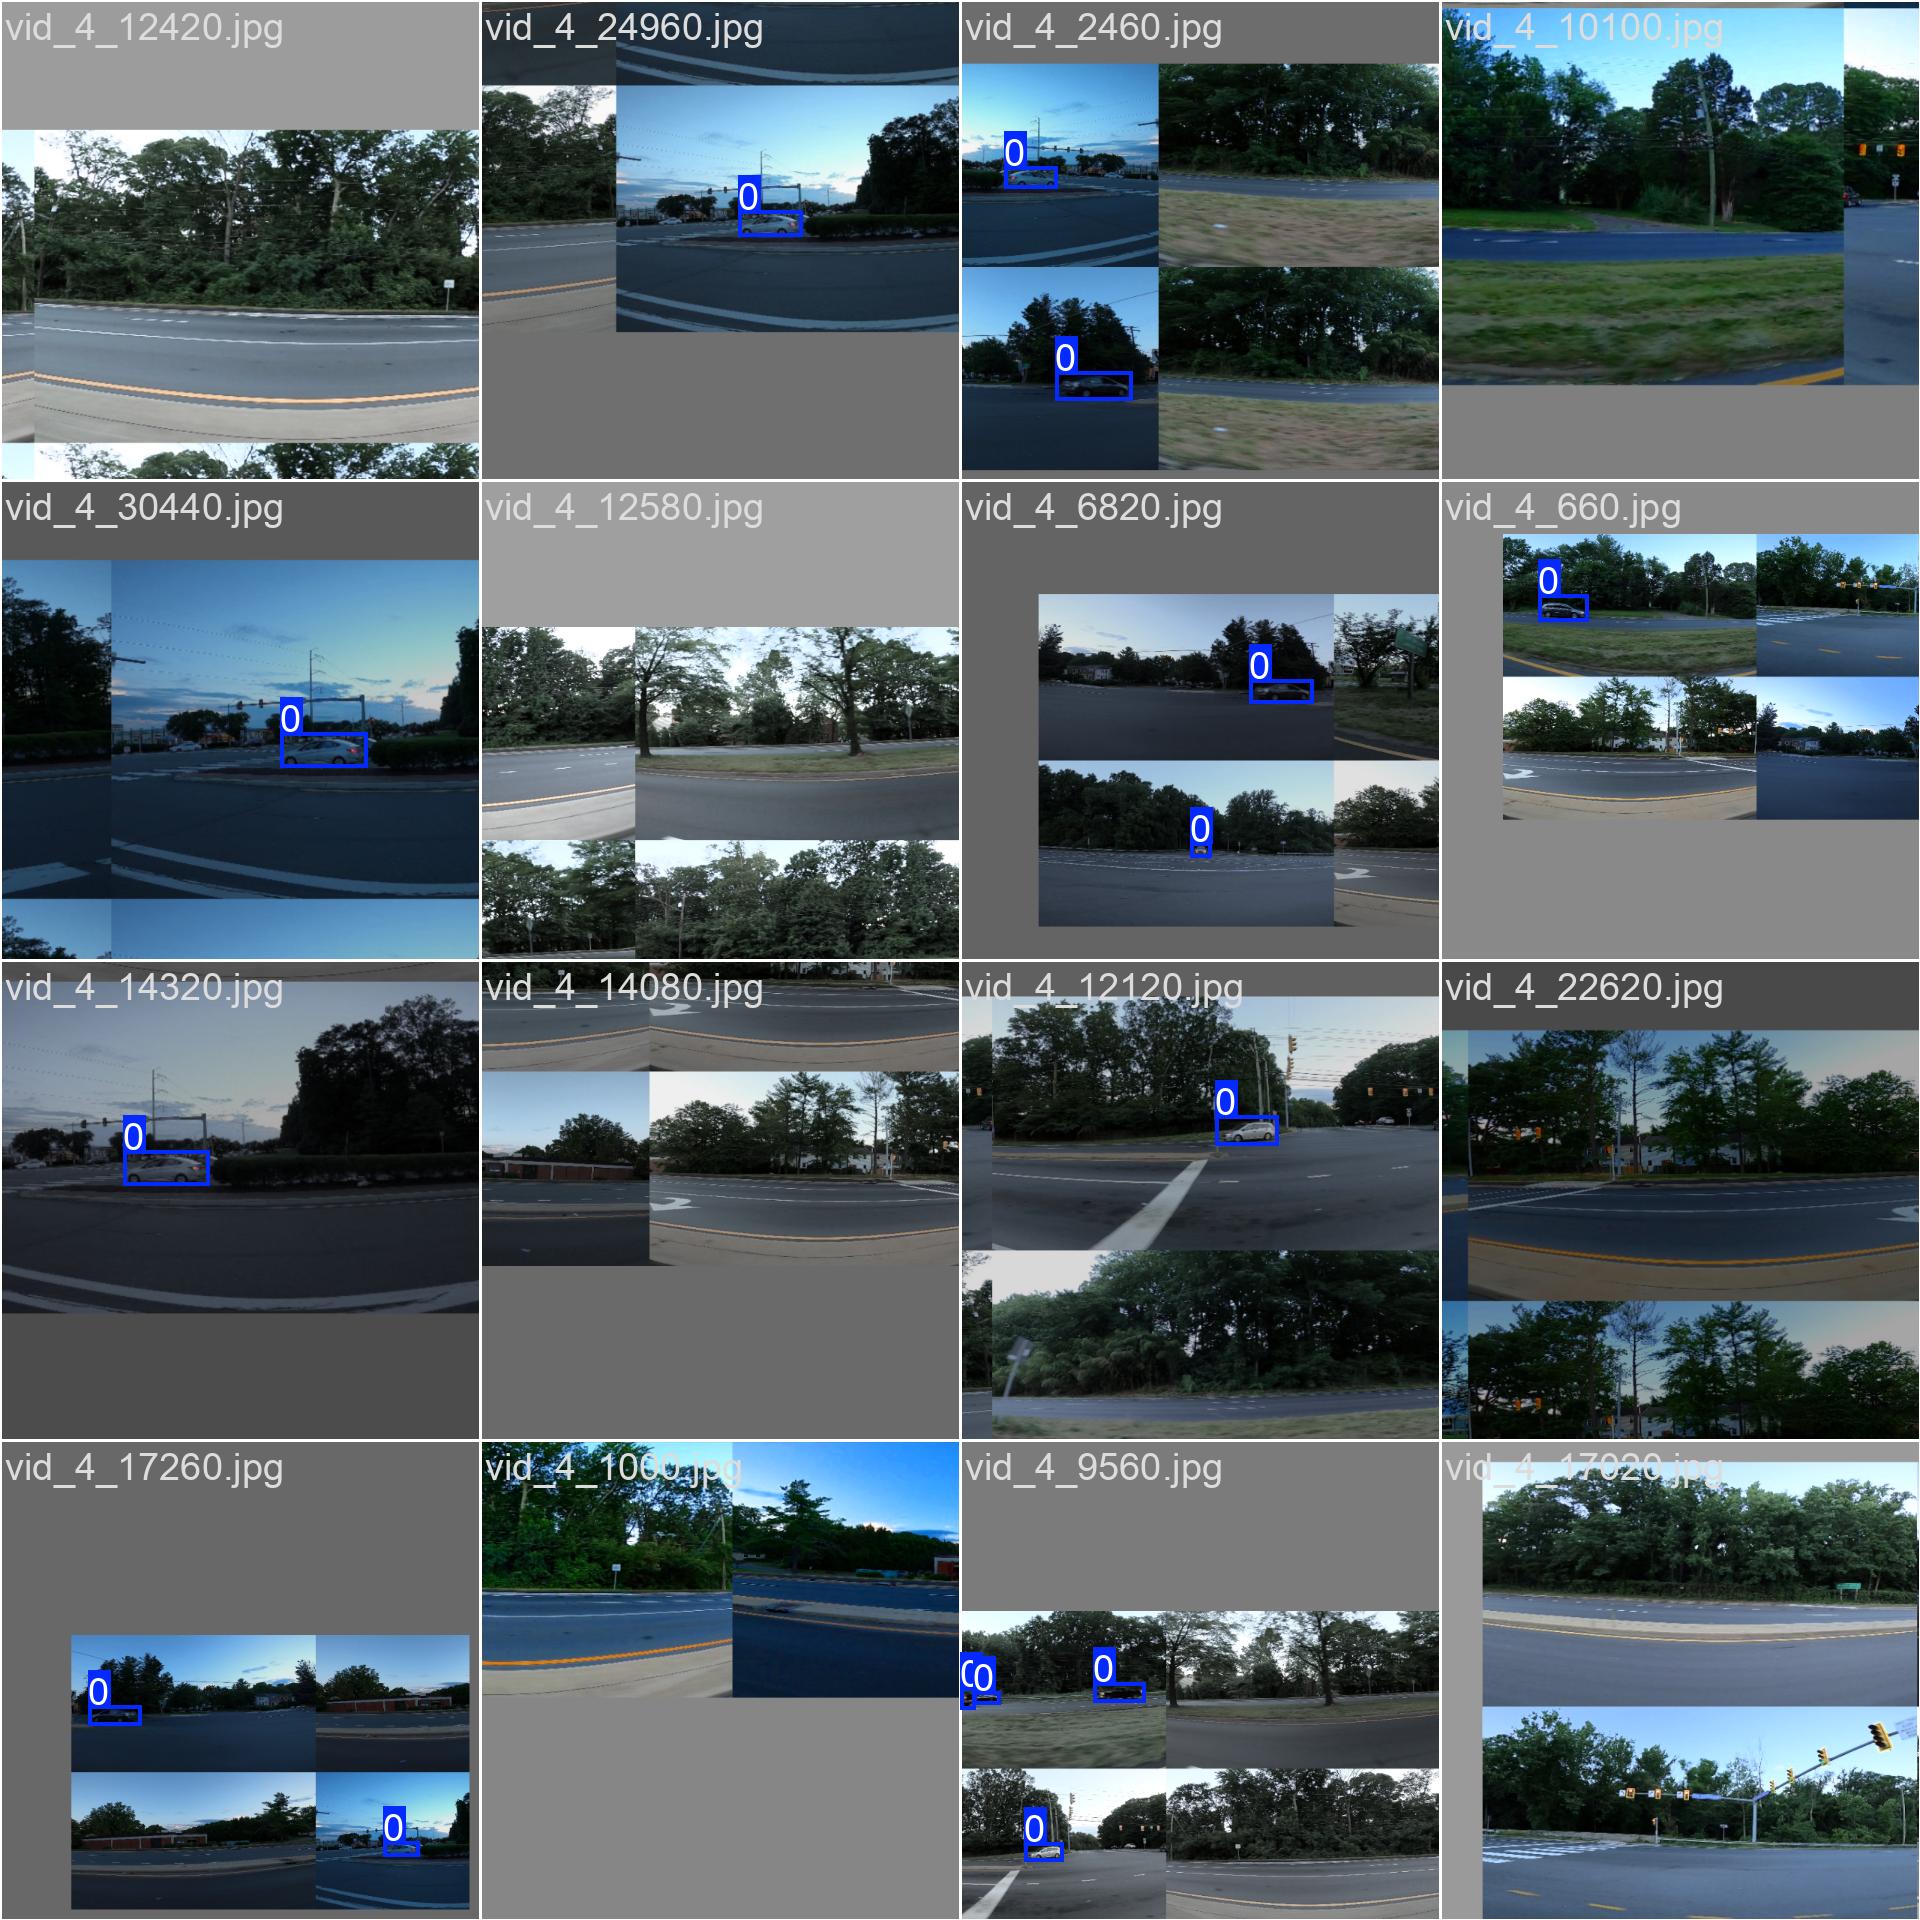 vid_4_12420.jpg
vid_4_24960.jpg
vid_4_2460.jpg
vid_4_10100.jpg
0
0
0
vid_4_30440.jpg
vid_4_12580.jpg
vid_4_6820.jpg
vid_4_660.jpg
0
0
0
0
vid_4_14320.jpg
vid_4_14080.jpg
vid_4_12120.jpg
vid_4_22620.jpg
0
0
vid_4_17260.jpg
vid_4_1000.jpg
vid_4_9560.jpg
vid_4_17020.jpg
0
0
0
0
0
0